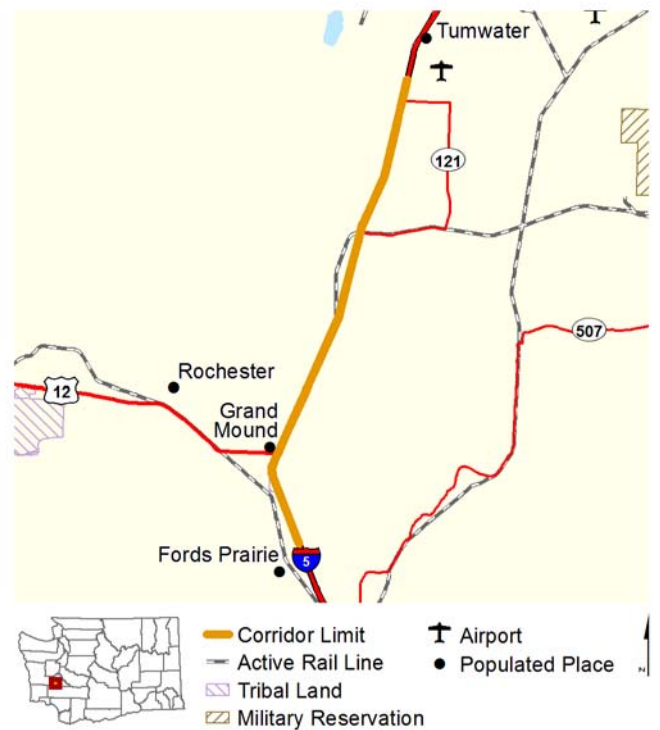 Tumwater
121
507
Rochester
12
Grand
Mound
Fords Prairie
5
Corridor Limit
Airport
Active Rail Line
Populated Place
Tribal Land
Military Reservation
N